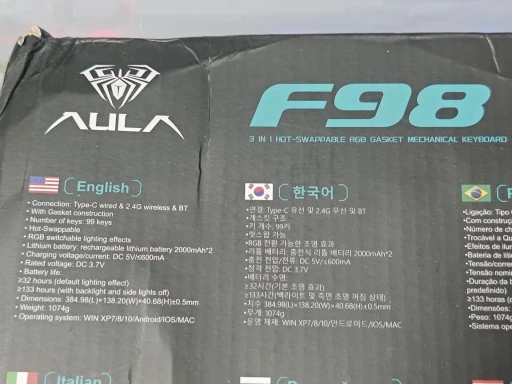 AULA
F98
3 IN 1 HOT-SWAPPABLE RGB GASKET MECHANICAL KEYBOARD
English
• Connection: Type-C wired & 2.4G wireless & BT
• With Gasket construction
• Number of keys: 99 keys
• Hot-Swappable
• RGB switchable lighting effects
• Lithium battery: rechargeable lithium battery 2000mAh*2
• Charging voltage/current: DC 5V/≤600mA
• Rated voltage: DC 3.7V
• Battery life:
≥32 hours (default lighting effect)
≥133 hours (with backlight and side lights off)
• Dimensions: 384.98(L)×138.20(W)×40.68(H)±0.5mm
• Weight: 1074g
• Operating system: WIN XP/7/8/10/Android/IOS/MAC
한국어
•연결: Type-C 유선 및 2.4G 무선 및 BT
•개스킷 구조
•키 개수: 99키
•핫스왑 가능
•RGB 전환 가능한 조명 효과
•리튬 배터리: 충전식 리튬 배터리 2000mAh*2
•충전 전압/전류: DC 5V/≤600mA
•정격 전압: DC 3.7V
•배터리 수명:
≥32시간(기본 조명 효과)
≥133시간(백라이트 및 측면 조명 꺼짐 상태)
•치수 384.98(L)×138.20(W)×40.68(H)±0.5mm
•무게: 1074g
•운영 체제: WIN XP/7/8/10/안드로이드/IOS/MAC
• Ligação: Tipo
• Com construç
• Número de ch
• Trocável a Qu
• Efeitos de ilu
• Bateria de líti
• Tensão/corre
• Tensão nomi
• Duração da b
predefinido)
≥133 horas (c
• Dimensões:
• Peso: 1074g
• Sistema ope
Italian